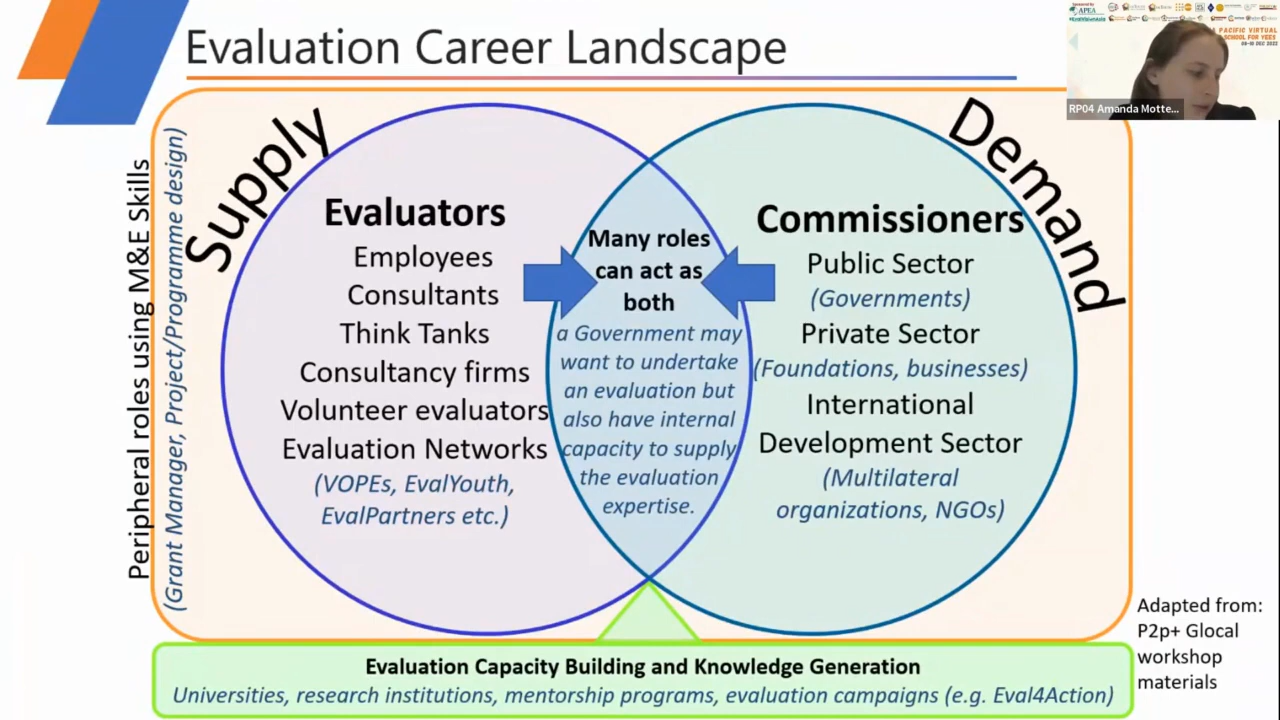 Evaluation Career Landscape
Sponsored by
APEA
PACIFIC VIRTUAL
SCHOOL FOR YEES
RP04 Amanda Motte...
Supply
Demand
Peripheral roles using M&E Skills
(Grant Manager, Project/Programme design)
Evaluators
Employees
Consultants
Think Tanks
Consultancy firms
Volunteer evaluators
Evaluation Networks
(VOPEs, EvalYouth,
EvalPartners etc.)
Many roles
can act as
both
a Government may
want to undertake
an evaluation but
also have internal
capacity to supply
the evaluation
expertise.
Commissioners
Public Sector
(Governments)
Private Sector
(Foundations, businesses)
International
Development Sector
(Multilateral
organizations, NGOs)
Evaluation Capacity Building and Knowledge Generation
Universities, research institutions, mentorship programs, evaluation campaigns (e.g. Eval4Action)
Adapted from:
P2p+ Glocal
workshop
materials